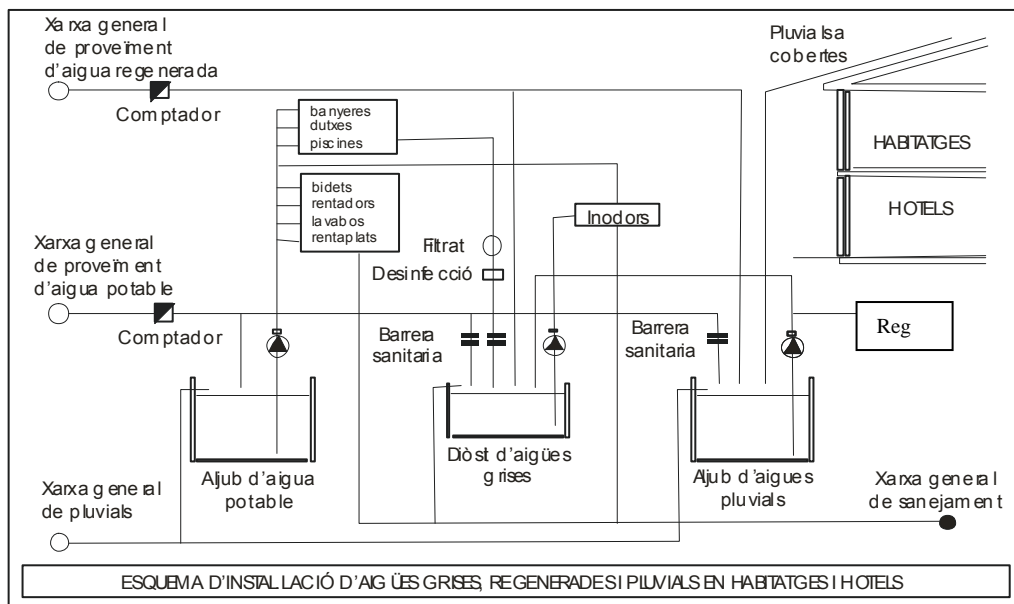 Xarxa general
de proveïment
d'aigua regenerada
Comptador
banyeres
dutxes
piscines
bidets
rentadors
lavabos
rentaplats
Pluvialsa
cobertes
HABITATGES
HOTELS
Inodors
Filtrat
Desinfecció
Xarxa general
de proveïment
d'aigua potable
Comptador
Barrera
sanitaria
Barrera
sanitaria
Reg
Aljub d'aigua
potable
Diòsit d'aigües
grises
Aljub d'aigues
pluvials
Xarxa general
de pluvials
Xarxa general
de sanejament
ESQUEMA D'INSTAL LACIÓ D'AIGÜES GRISES, REGENERADES I PLUVIALS EN HABITATGES I HOTELS